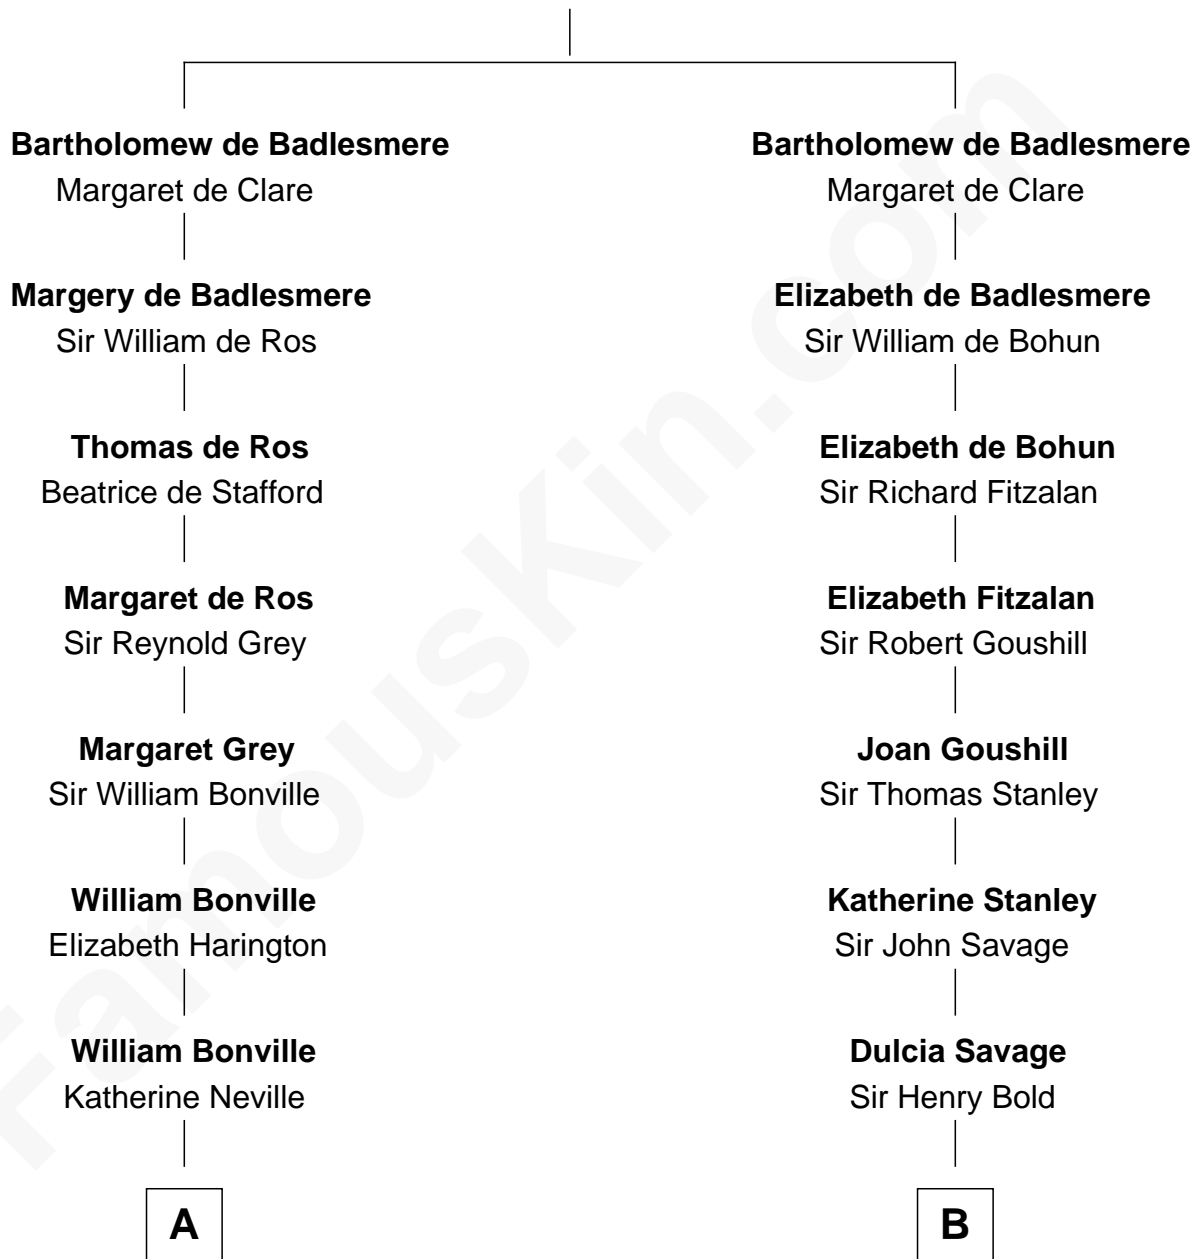 Bartholomew de Badlesmere
Margaret de Clare
Margery de Badlesmere
Sir William de Ros
Thomas de Ros
Beatrice de Stafford
Margaret de Ros
Sir Reynold Grey
Margaret Grey
Sir William Bonville
William Bonville
Elizabeth Harington
William Bonville
Katherine Neville
A
Bartholomew de Badlesmere
Margaret de Clare
Elizabeth de Badlesmere
Sir William de Bohun
Elizabeth de Bohun
Sir Richard Fitzalan
Elizabeth Fitzalan
Sir Robert Goushill
Joan Goushill
Sir Thomas Stanley
Katherine Stanley
Sir John Savage
Dulcia Savage
Sir Henry Bold
B
FamousKin.com